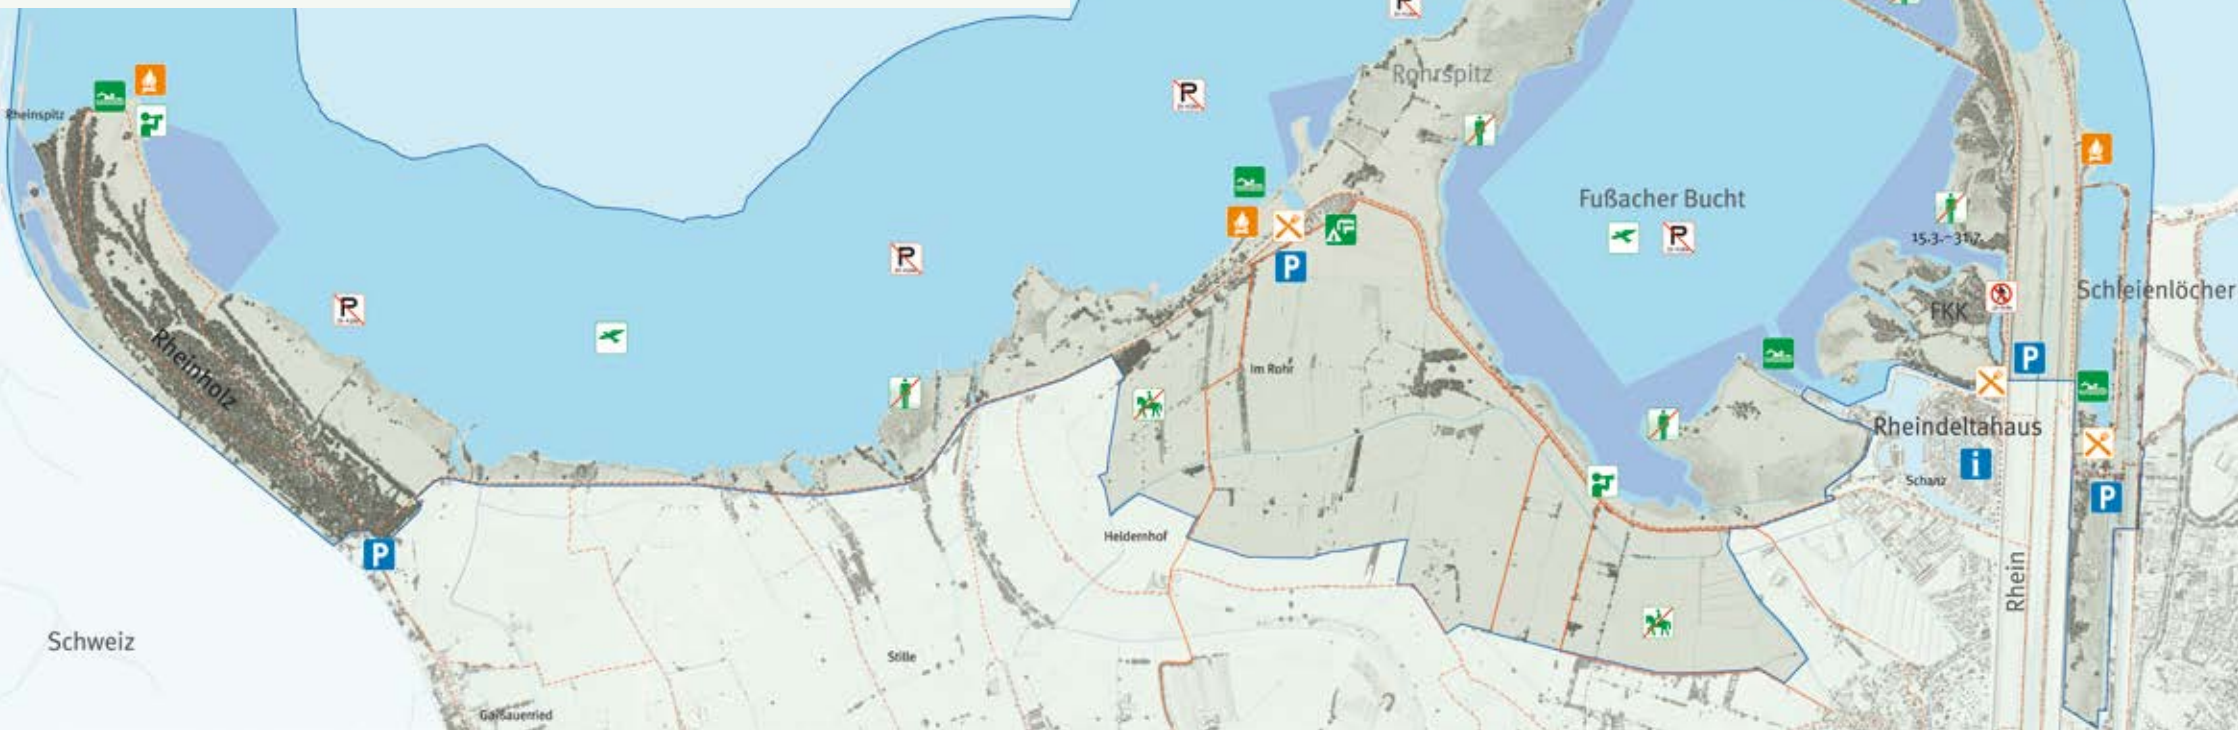 P
Rohrspitz
P
Rheinspitz
Fußacher Bucht
P
15.3.–31.7.
P
P
Schleienlöcher
P
FKK
P
Rheinholz
Im Rohr
Rheindeltahaus
i
Schanz
P
Heldernhof
P
Rhein
Schweiz
Stille
Gaißauerried